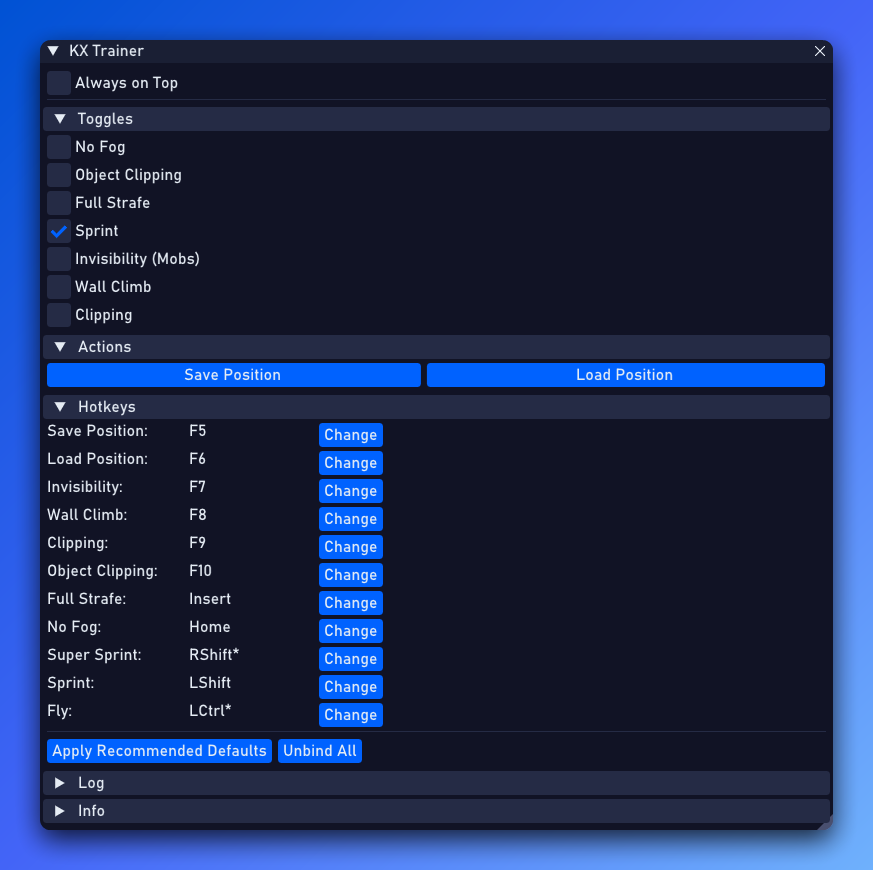 KX Trainer
Always on Top
Toggles
No Fog
Object Clipping
Full Strafe
Sprint
Invisibility (Mobs)
Wall Climb
Clipping
Actions
Save Position Load Position
Hotkeys
Save Position: F5 Change
Load Position: F6 Change
Invisibility: F7 Change
Wall Climb: F8 Change
Clipping: F9 Change
Object Clipping: F10 Change
Full Strafe: Insert Change
No Fog: Home Change
Super Sprint: RShift* Change
Sprint: LShift Change
Fly: LCtrl* Change
Apply Recommended Defaults Unbind All
Log
Info